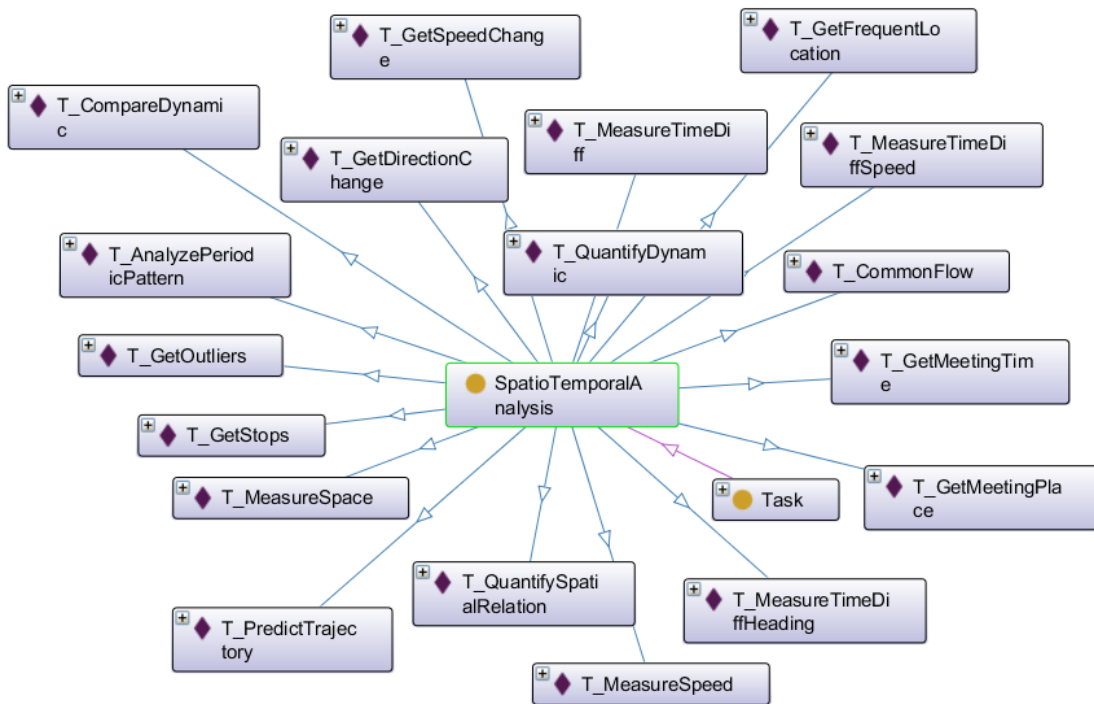 T_GetSpeedChang
e
T_GetFrequentLo
cation
T_CompareDynami
c
T_MeasureTimeDi
ff
T_MeasureTimeDi
ffSpeed
T_GetDirectionC
hange
T_AnalyzePeriod
icPattern
T_QuantifyDynam
ic
T_CommonFlow
T_GetOutliers
T_GetMeetingTim
e
SpatioTemporalA
nalysis
T_GetStops
T_MeasureSpace
Task
T_GetMeetingPla
ce
T_QuantifySpati
alRelation
T_MeasureTimeDi
ffHeading
T_PredictTrajec
tory
T_MeasureSpeed